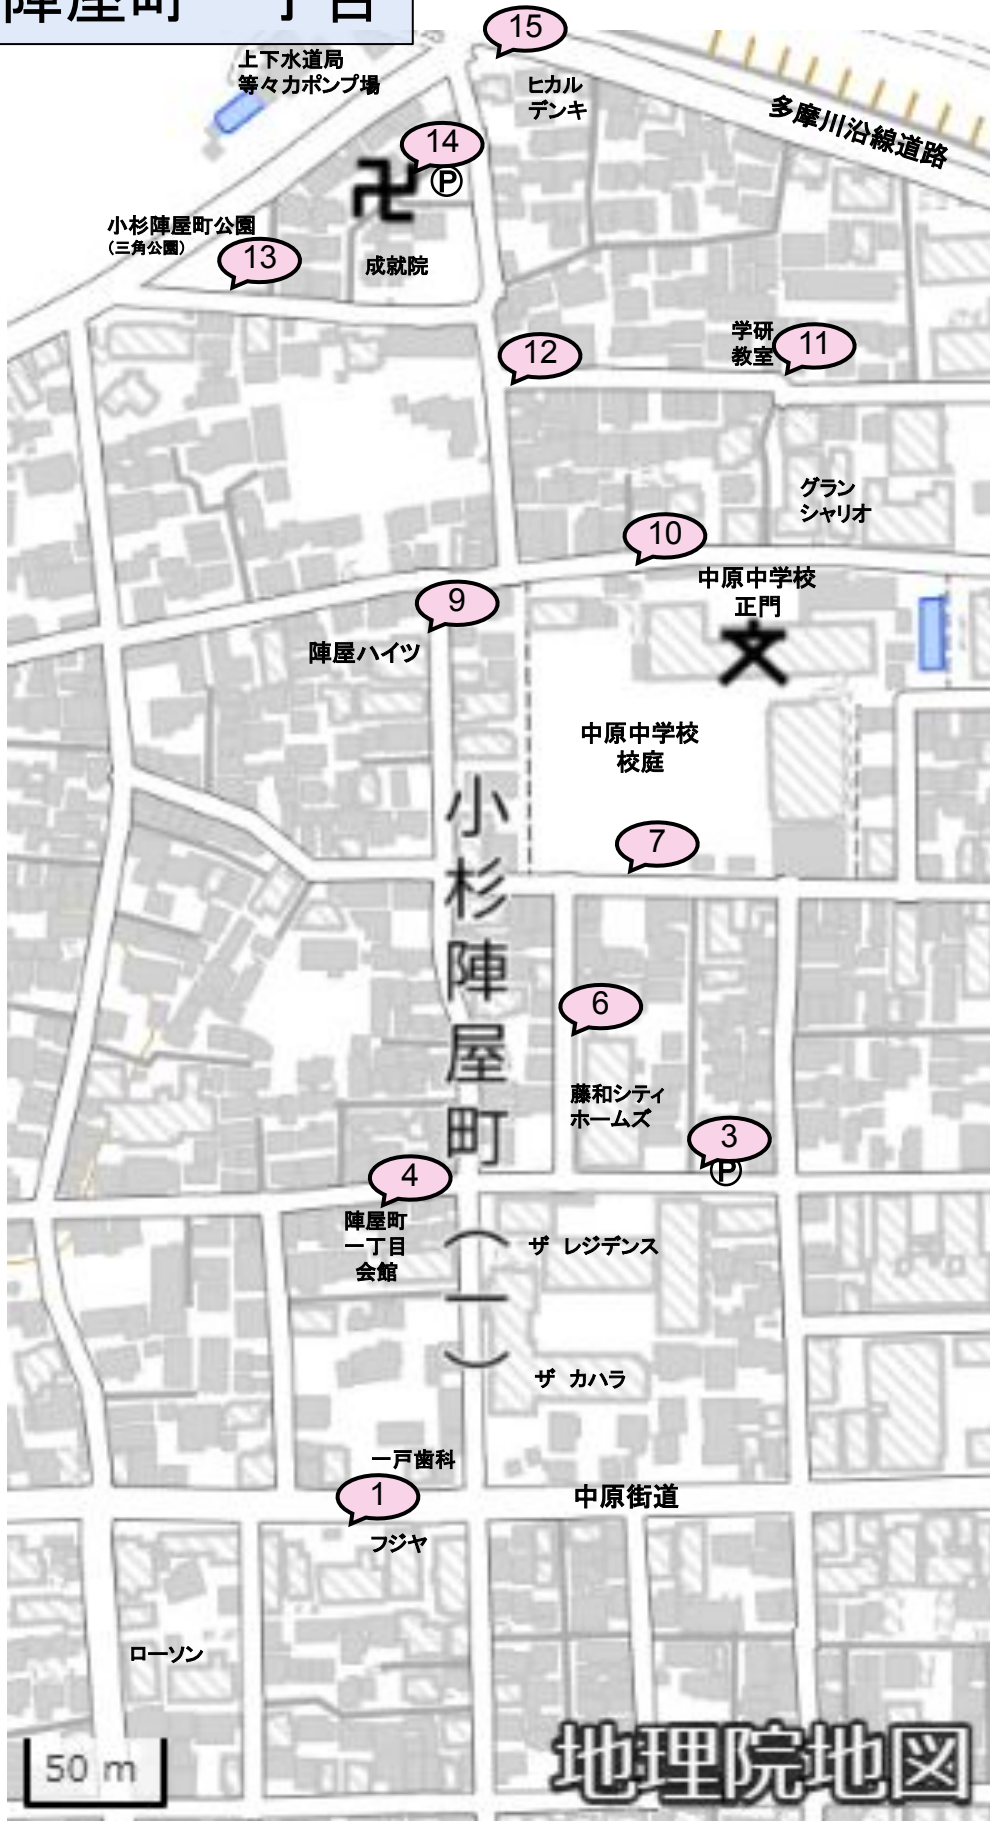 陣屋町一丁目
15
上下水道局
等々力ポンプ場
ヒカル
デンキ
多摩川沿線道路
14
P
小杉陣屋町公園
(三角公園)
13
成就院
12
学研
教室
11
グラン
シャリオ
10
中原中学校
正門
9
陣屋ハイツ
中原中学校
校庭
7
小杉陣屋町(一)
6
藤和シティ
ホームズ
3
P
4
陣屋町
一丁目
会館
ザ レジデンス
ザ カハラ
一戸歯科
1
中原街道
フジヤ
ローソン
50 m
地理院地図